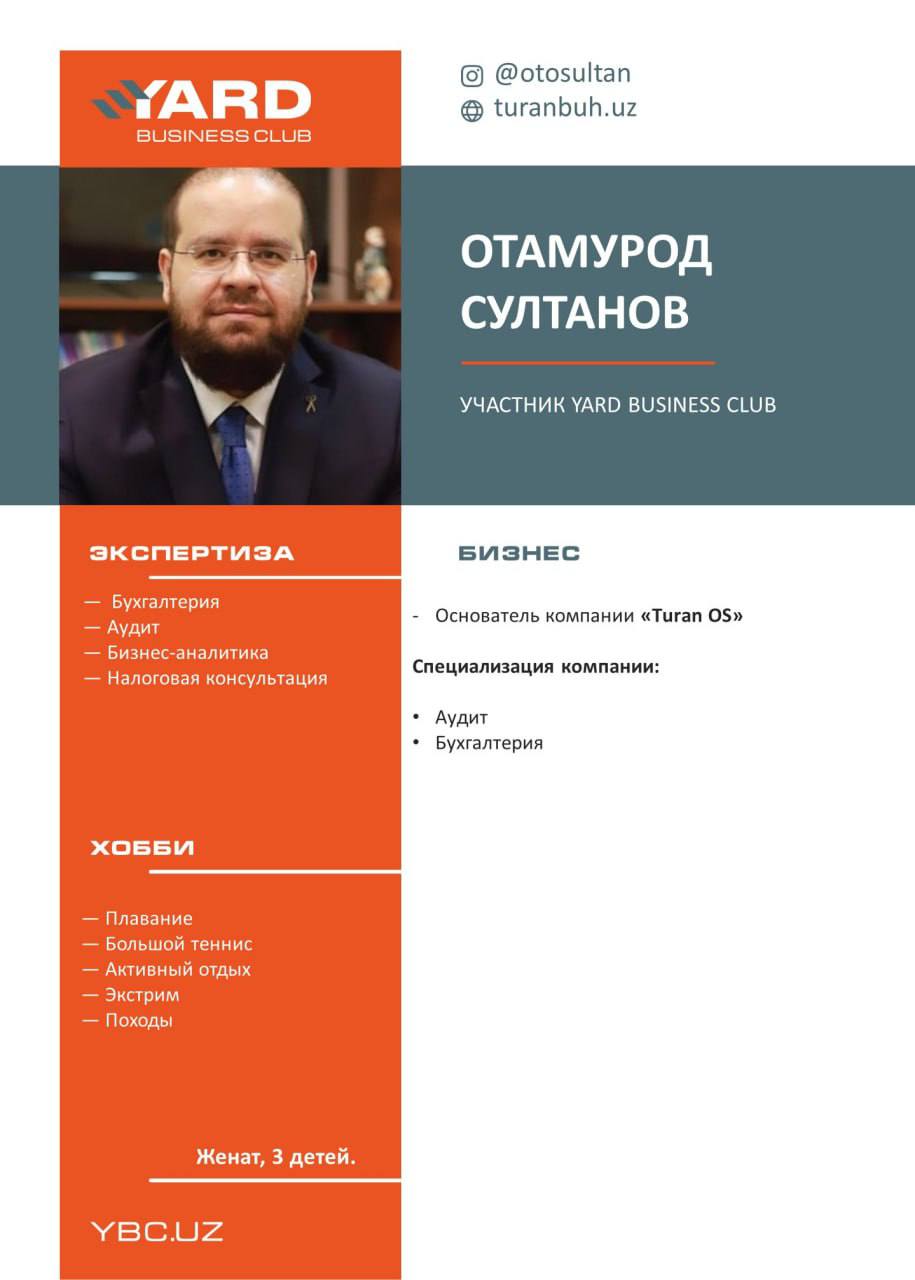 YARD
BUSINESS CLUB
@otosultan
turanbuh.uz
ОТАМУРОД
СУЛТАНОВ
УЧАСТНИК YARD BUSINESS CLUB
ЭКСПЕРТИЗА
— Бухгалтерия
— Аудит
— Бизнес-аналитика
— Налоговая консультация
ХОББИ
— Плавание
— Большой теннис
— Активный отдых
— Экстрим
— Походы
Женат, 3 детей.
YBC.UZ
БИЗНЕС
- Основатель компании «Turan OS»
Специализация компании:
• Аудит
• Бухгалтерия